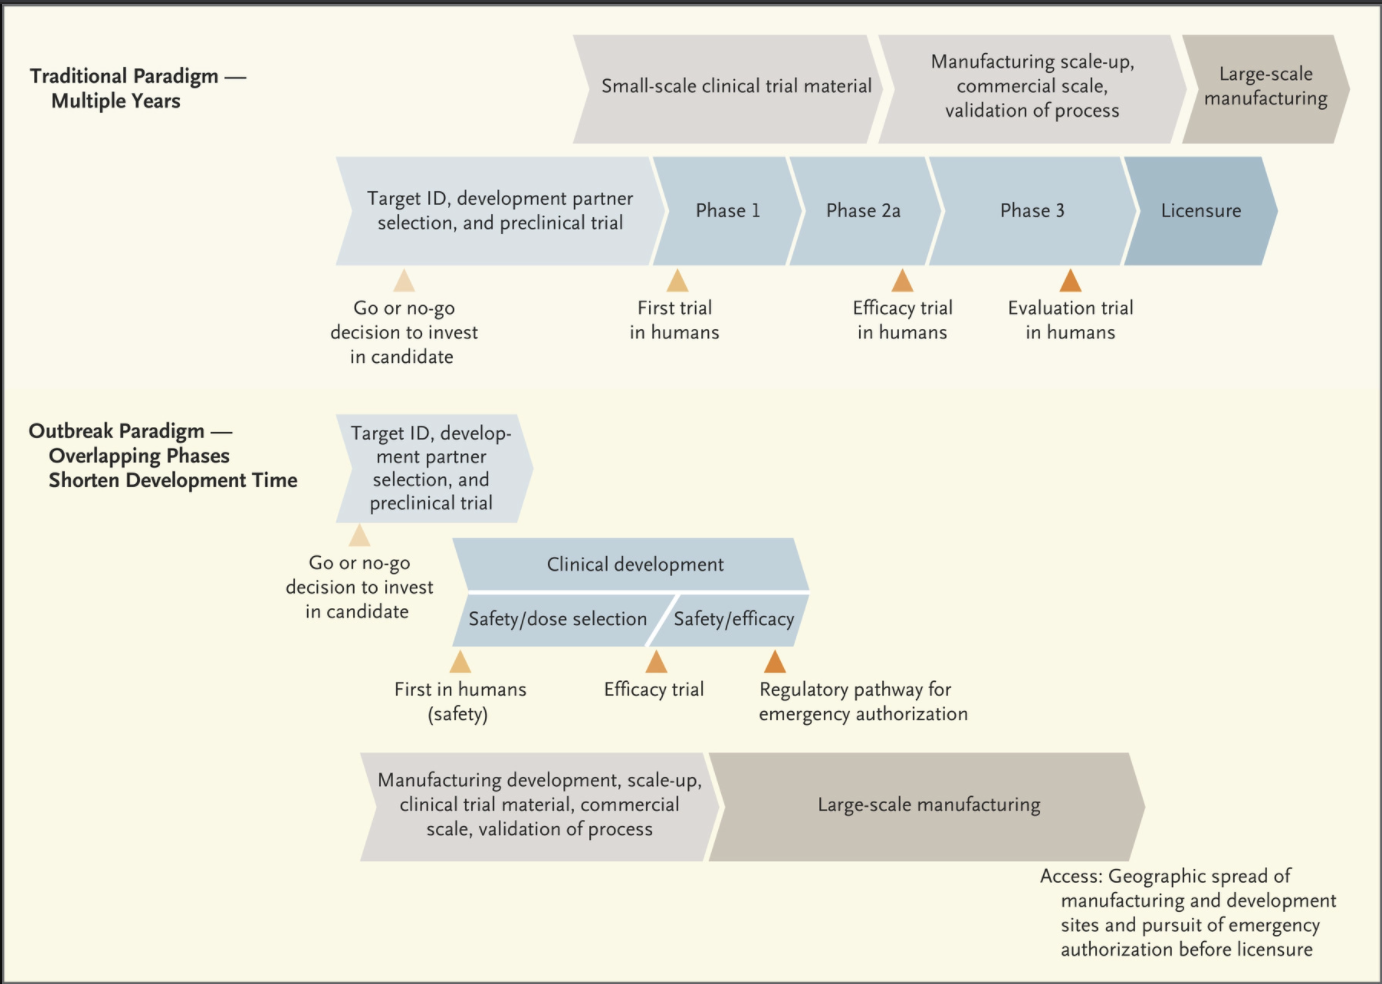 Traditional Paradigm —
Multiple Years
Small-scale clinical trial material
Manufacturing scale-up,
commercial scale,
validation of process
Large-scale
manufacturing
Target ID, development partner
selection, and preclinical trial
Phase 1
Phase 2a
Phase 3
Licensure
Go or no-go
decision to invest
in candidate
First trial
in humans
Efficacy trial
in humans
Evaluation trial
in humans
Outbreak Paradigm —
Overlapping Phases
Shorten Development Time
Target ID, develop-
ment partner
selection, and
preclinical trial
Go or no-go
decision to invest
in candidate
Clinical development
Safety/dose selection
Safety/efficacy
First in humans
(safety)
Efficacy trial
Regulatory pathway for
emergency authorization
Manufacturing development, scale-up,
clinical trial material, commercial
scale, validation of process
Large-scale manufacturing
Access: Geographic spread of
manufacturing and development
sites and pursuit of emergency
authorization before licensure